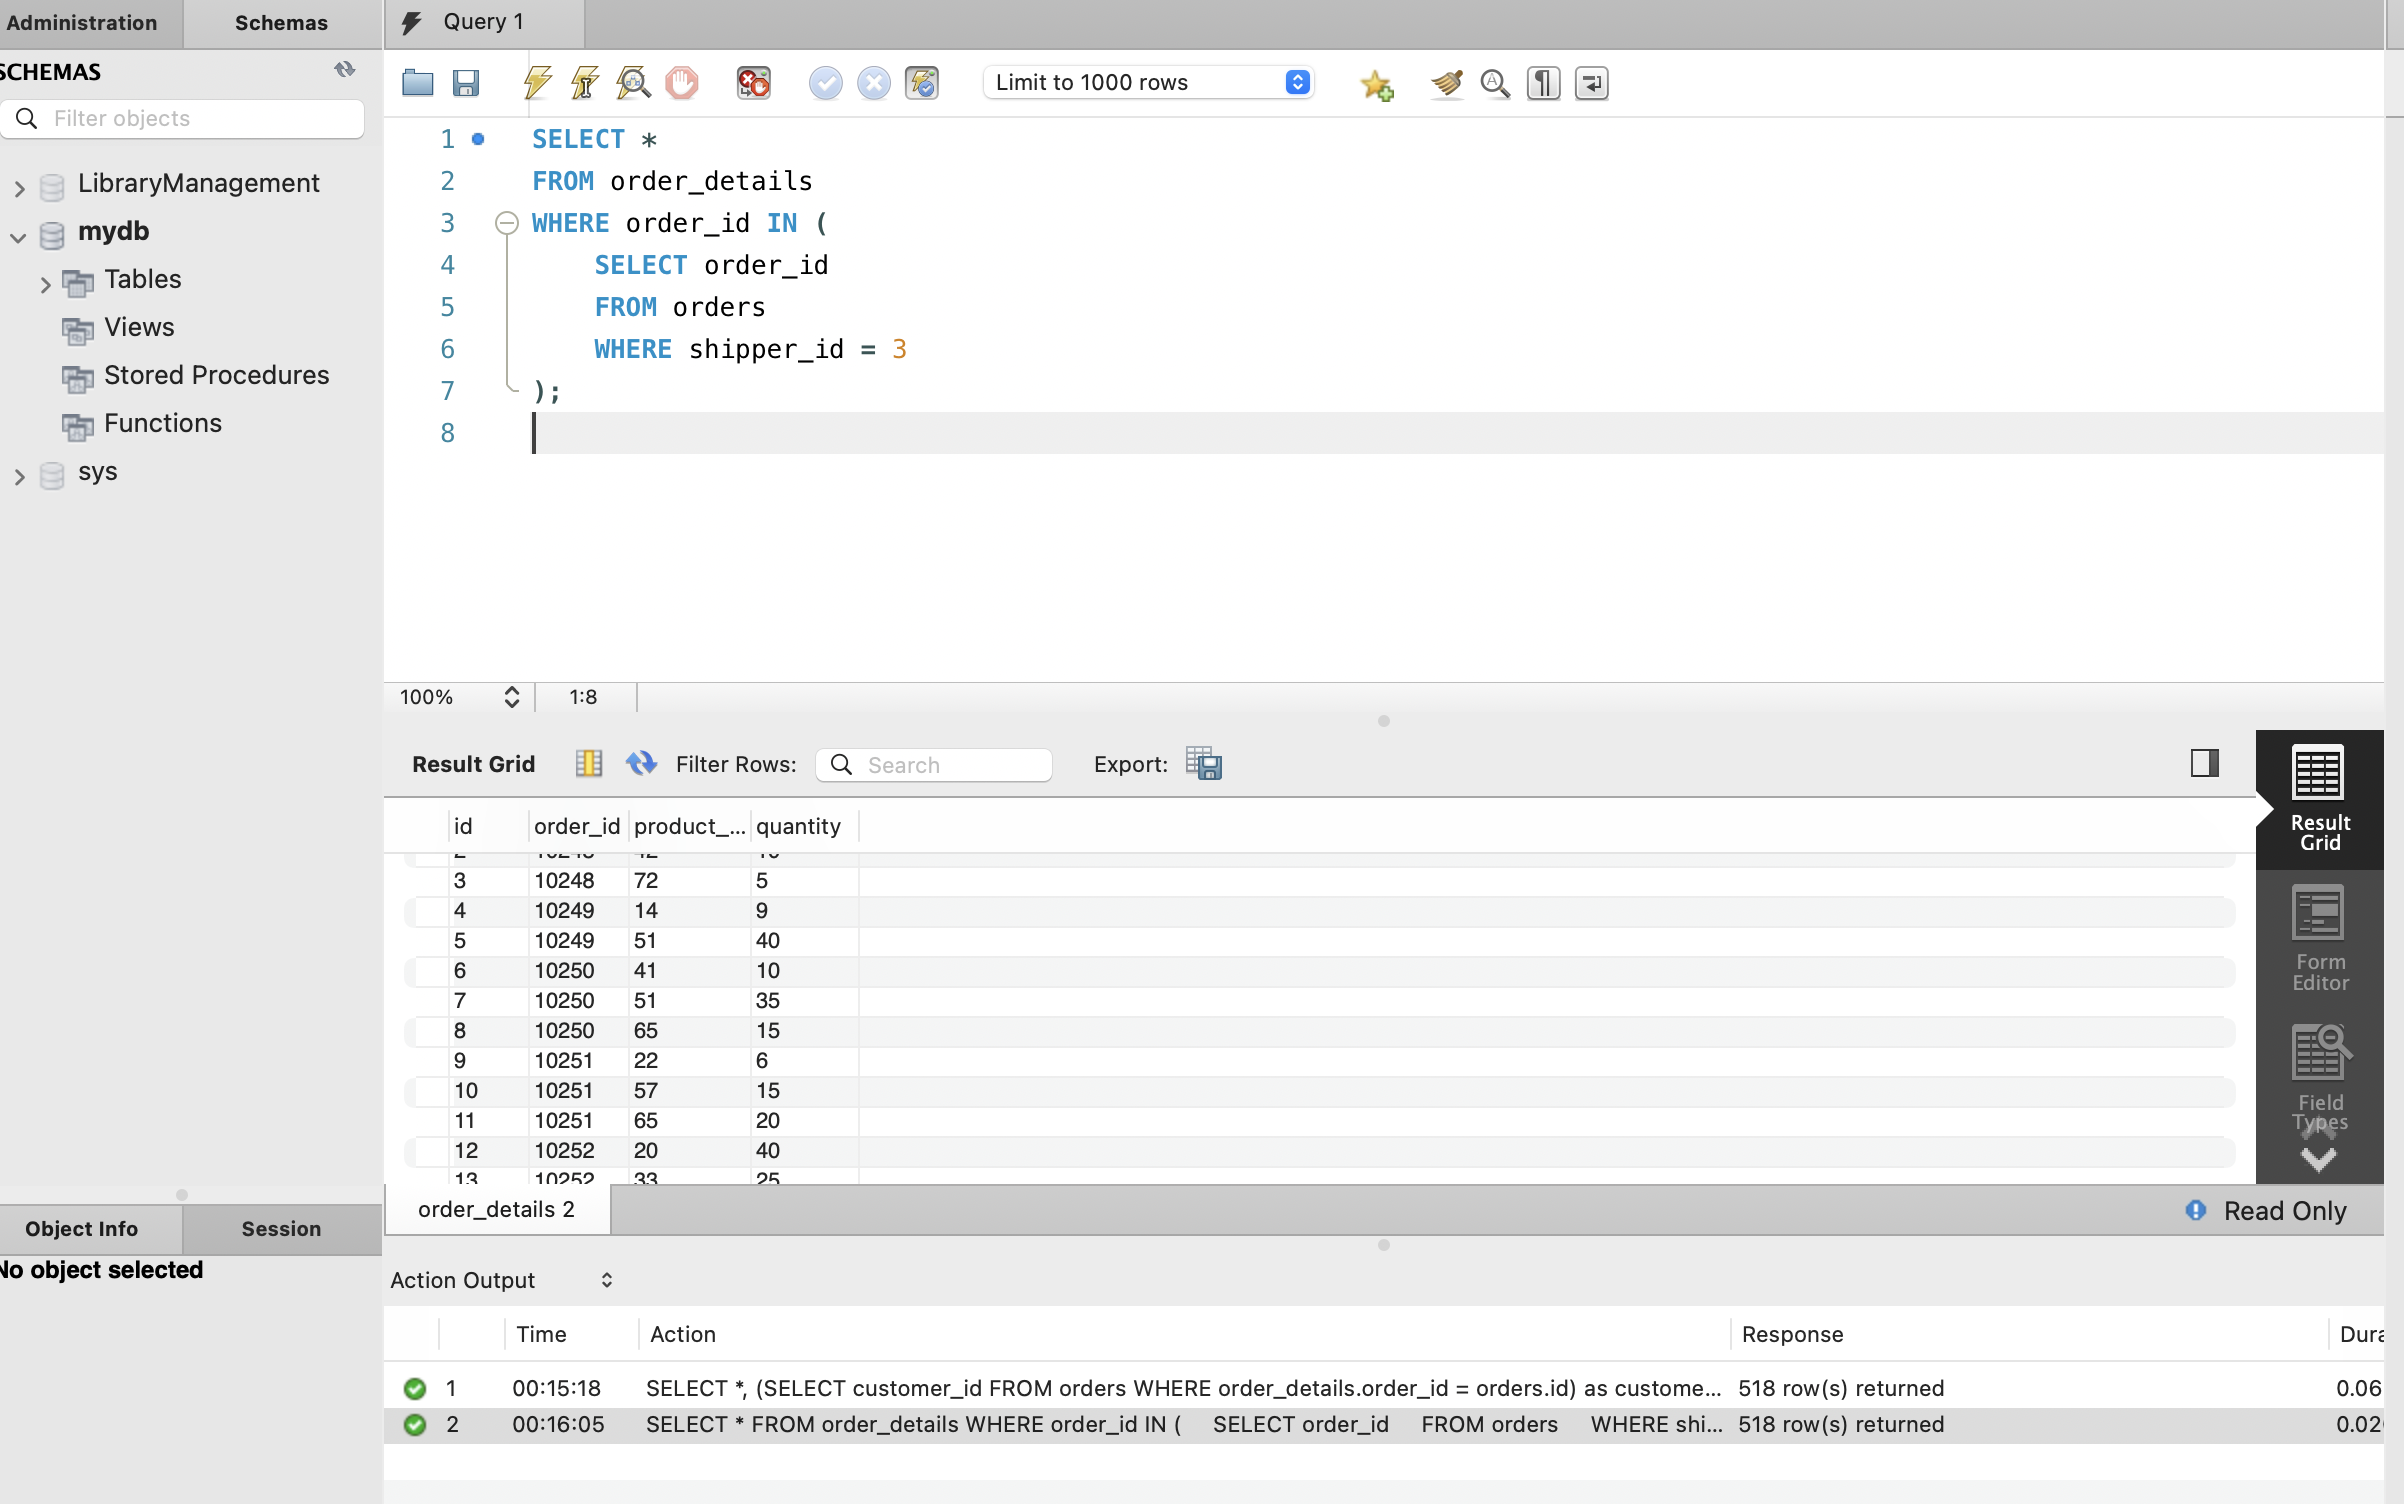 Administration
Schemas
Query 1
SCHEMAS
Filter objects
LibraryManagement
mydb
Tables
Views
Stored Procedures
Functions
sys
Limit to 1000 rows
1 SELECT *
2 FROM order_details
3 WHERE order_id IN (
4 SELECT order_id
5 FROM orders
6 WHERE shipper_id = 3
7 );
8
100% 1:8
Result Grid Filter Rows: Search Export:
id order_id product_... quantity
3 10248 72 5
4 10249 14 9
5 10249 51 40
6 10250 41 10
7 10250 51 35
8 10250 65 15
9 10251 22 6
10 10251 57 15
11 10251 65 20
12 10252 20 40
13 10252 33 25
Result
Grid
Form
Editor
Field
Types
order_details 2
Read Only
Object Info
Session
No object selected
Action Output
Time Action Response Dura
1 00:15:18 SELECT *, (SELECT customer_id FROM orders WHERE order_details.order_id = orders.id) as custome... 518 row(s) returned 0.06
2 00:16:05 SELECT * FROM order_details WHERE order_id IN ( SELECT order_id FROM orders WHERE shi... 518 row(s) returned 0.02